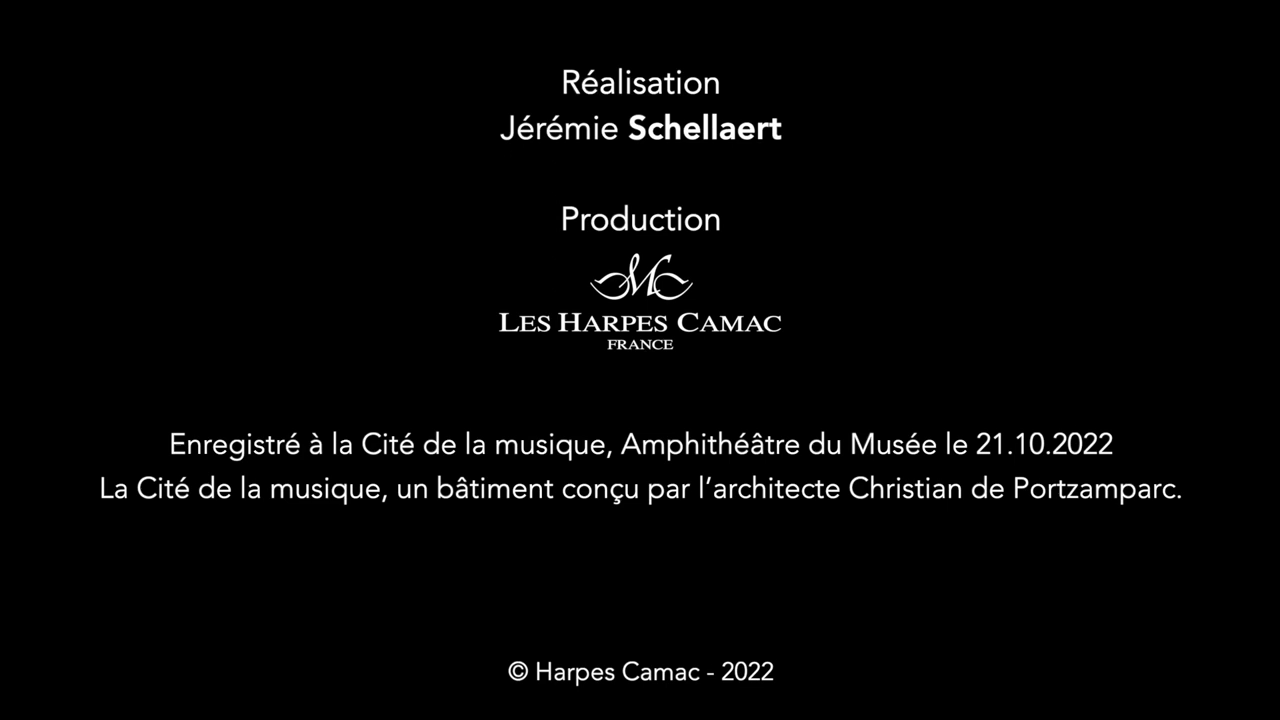 Réalisation
Jérémie Schellaert
Production
LES HARPES CAMAC
FRANCE
Enregistré à la Cité de la musique, Amphithéâtre du Musée le 21.10.2022
La Cité de la musique, un bâtiment conçu par l’architecte Christian de Portzamparc.
© Harpes Camac - 2022